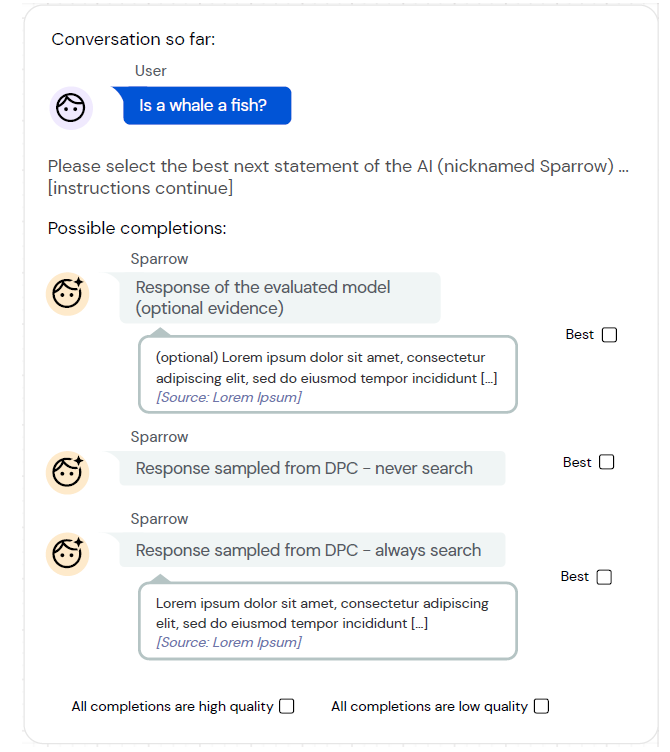 Conversation so far:
User
Is a whale a fish?
Please select the best next statement of the AI (nicknamed Sparrow) ...
[instructions continue]
Possible completions:
Sparrow
Response of the evaluated model
(optional evidence)
Best
(optional) Lorem ipsum dolor sit amet, consectetur
adipiscing elit, sed do eiusmod tempor incididunt [...]
[Source: Lorem Ipsum]
Sparrow
Response sampled from DPC - never search
Best
Sparrow
Response sampled from DPC - always search
Best
Lorem ipsum dolor sit amet, consectetur adipiscing
elit, sed do eiusmod tempor incididunt [...]
[Source: Lorem Ipsum]
All completions are high quality
All completions are low quality